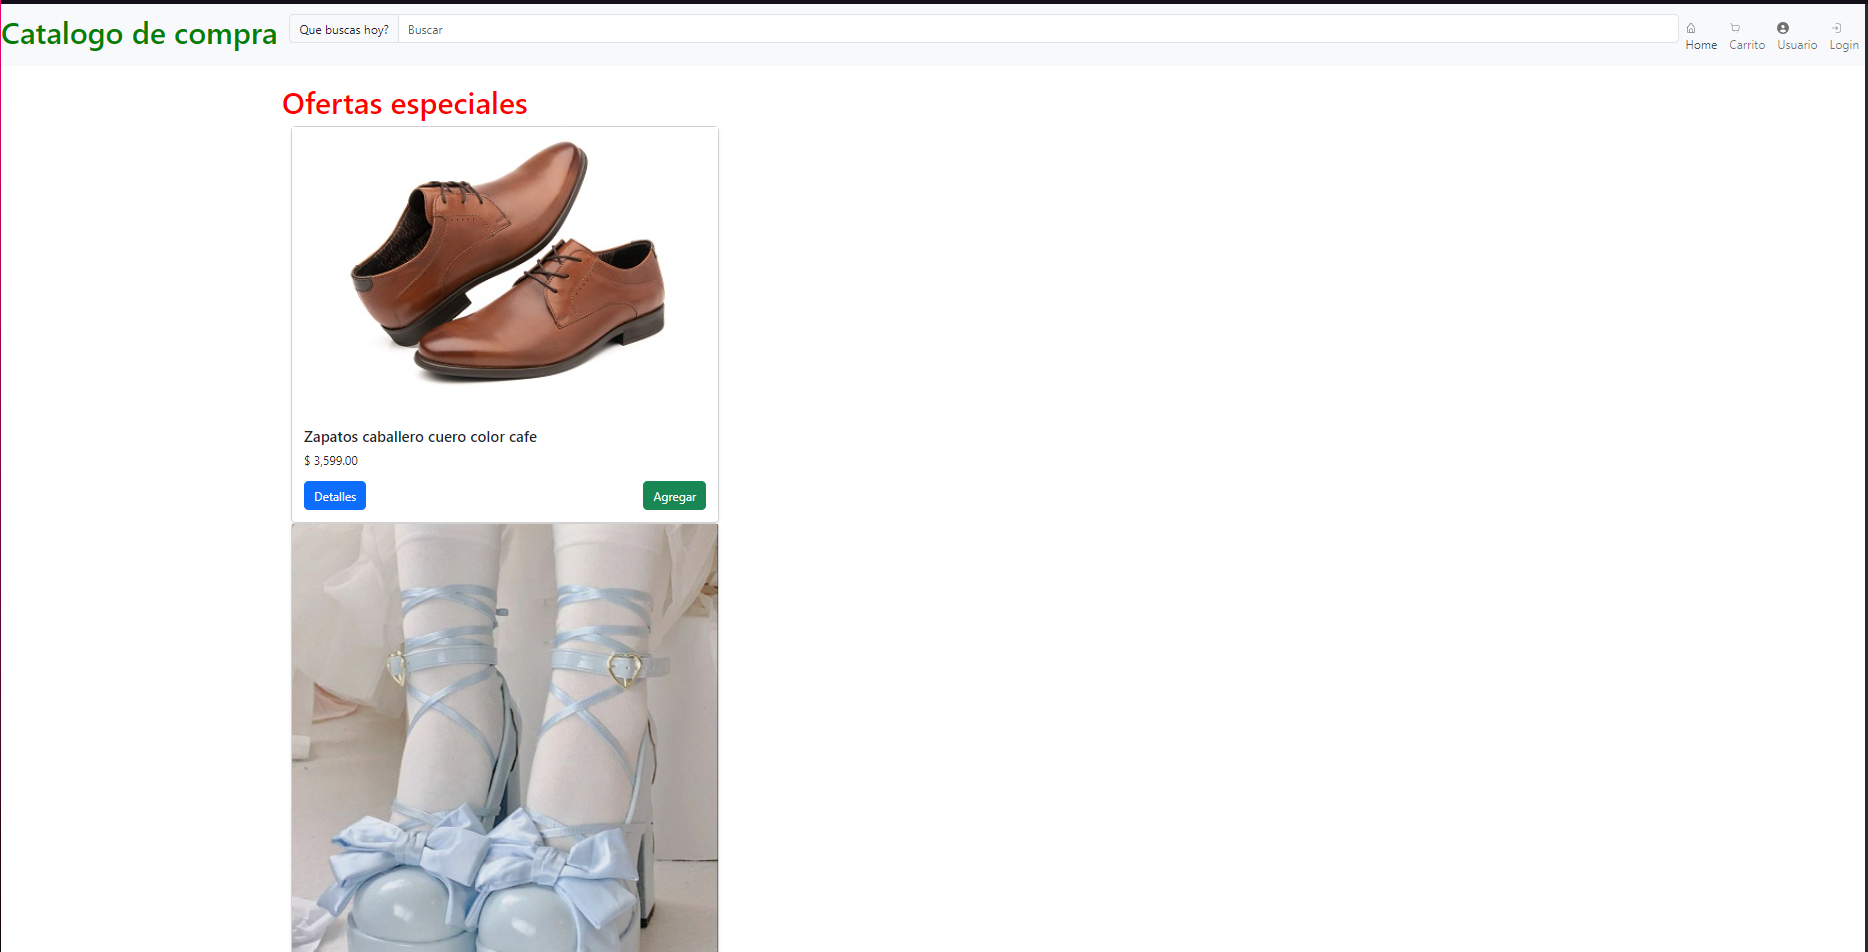 Catalogo de compra
Que buscas hoy?
Buscar
Home
Carrito
Usuario
Login
Ofertas especiales
Zapatos caballero cuero color cafe
$ 3,599.00
Detalles
Agregar